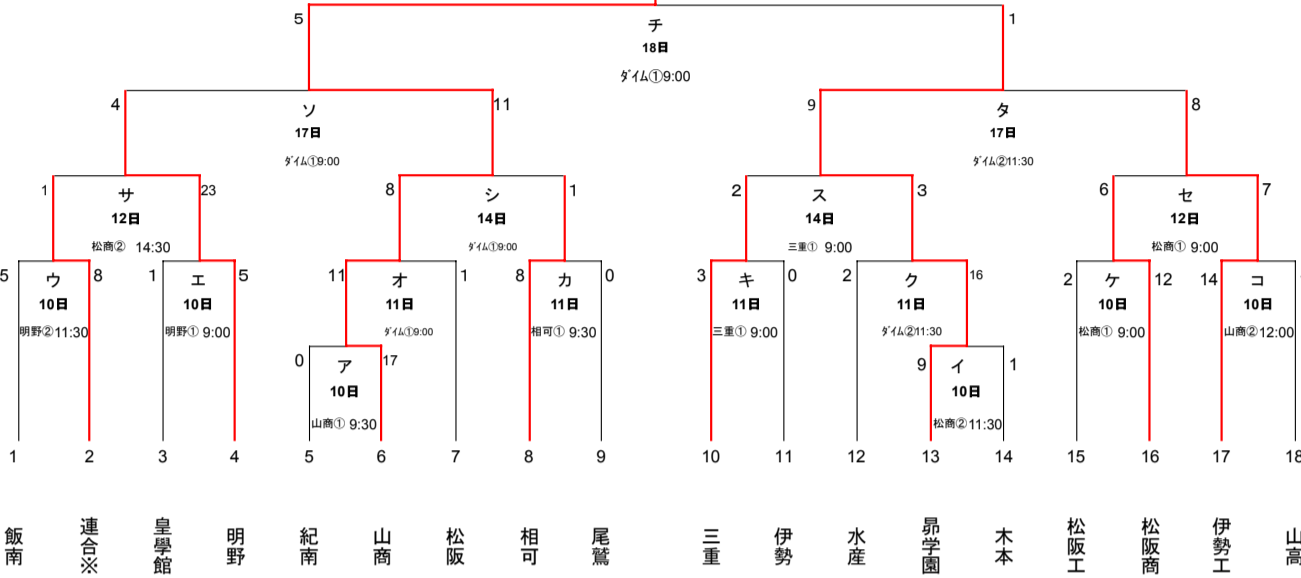 5 チ 1
18日
ﾀﾞｲﾑ①9:00
4 ソ 11 9 タ 8
17日 17日
ﾀﾞｲﾑ①9:00 ﾀﾞｲﾑ②11:30
1 サ 23 8 シ 1 2 ス 3 6 セ 7
12日 14日 14日 12日
松商② 14:30 ﾀﾞｲﾑ①9:00 三重① 9:00 松商① 9:00
5 ウ 8 1 エ 5 11 オ 1 8 カ 0 3 キ 0 2 ク 16 2 ケ 12 14 コ
10日 10日 11日 11日 11日 11日 10日 10日
明野②11:30 明野① 9:00 ﾀﾞｲﾑ①9:00 相可① 9:30 三重① 9:00 ﾀﾞｲﾑ②11:30 松商① 9:00 山商②12:00
0 ア 17 9 イ 1
10日 10日
山商① 9:30 松商②11:30
1 2 3 4 5 6 7 8 9 10 11 12 13 14 15 16 17 18
飯南 連合※ 皇學館 明野 紀南 山商 松阪 相可 尾鷲 三重 伊勢 水産 昴学園 木本 松阪工 松阪商 伊勢工 山高